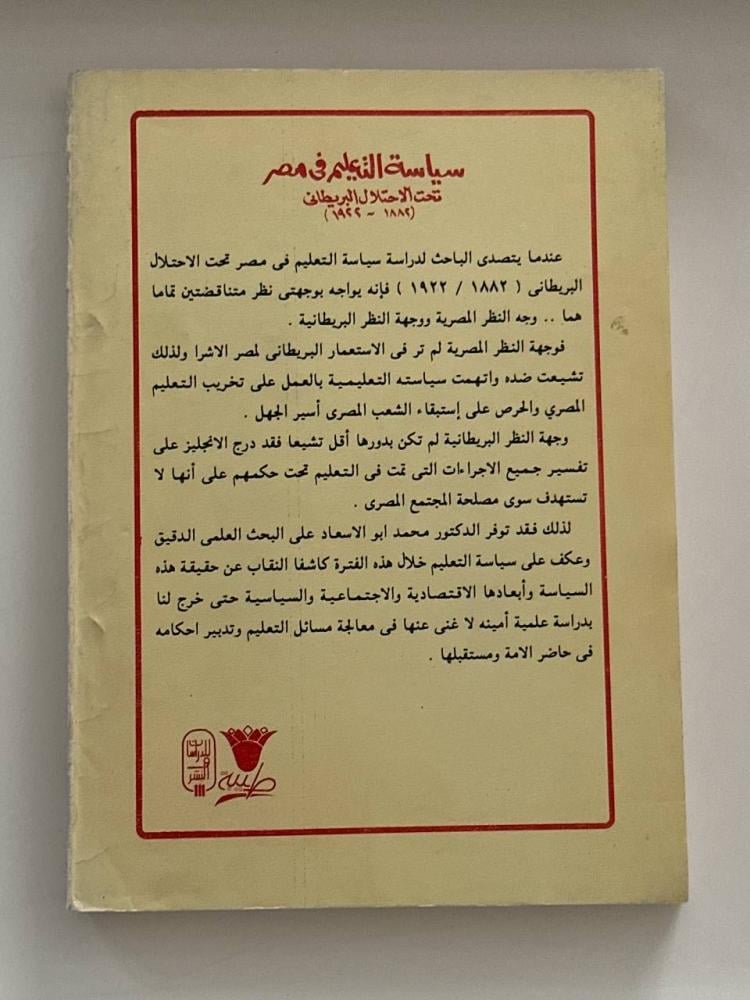 سياسة التعليم فى مصر
تحت الاحتلال البريطانى
(١٨٨٢ ~ ١٩٢٢)
عندما يتصدى الباحث لدراسة سياسة التعليم فى مصر تحت الاحتلال
البريطانى ( ١٨٨٢ / ١٩٢٢ ) فإنه يواجه بوجهتى نظر متناقضتين تماما
هما .. وجه النظر المصرية ووجهة النظر البريطانية .
فوجهة النظر المصرية لم تر فى الاستعمار البريطانى لمصر الاشرا ولذلك
تشيعت ضده واتهمت سياسته التعليمية بالعمل على تخريب التعليم
المصري والحرص على إستبقاء الشعب المصرى أسير الجهل .
وجهة النظر البريطانية لم تكن بدورها أقل تشيعا فقد درج الانجليز على
تفسير جميع الاجراءات التى تمت فى التعليم تحت حكمهم على أنها لا
تستهدف سوى مصلحة المجتمع المصرى .
لذلك فقد توفر الدكتور محمد ابو الاسعاد على البحث العلمى الدقيق
وعكف على سياسة التعليم خلال هذه الفترة كاشفا النقاب عن حقيقة هذه
السياسة وأبعادها الاقتصادية والاجتماعية والسياسية حتى خرج لنا
بدراسة علمية أمينه لا غنى عنها فى معالجة مسائل التعليم وتدبير احكامه
فى حاضر الامة ومستقبلها .
طيبة
للدراسات
و
النشر